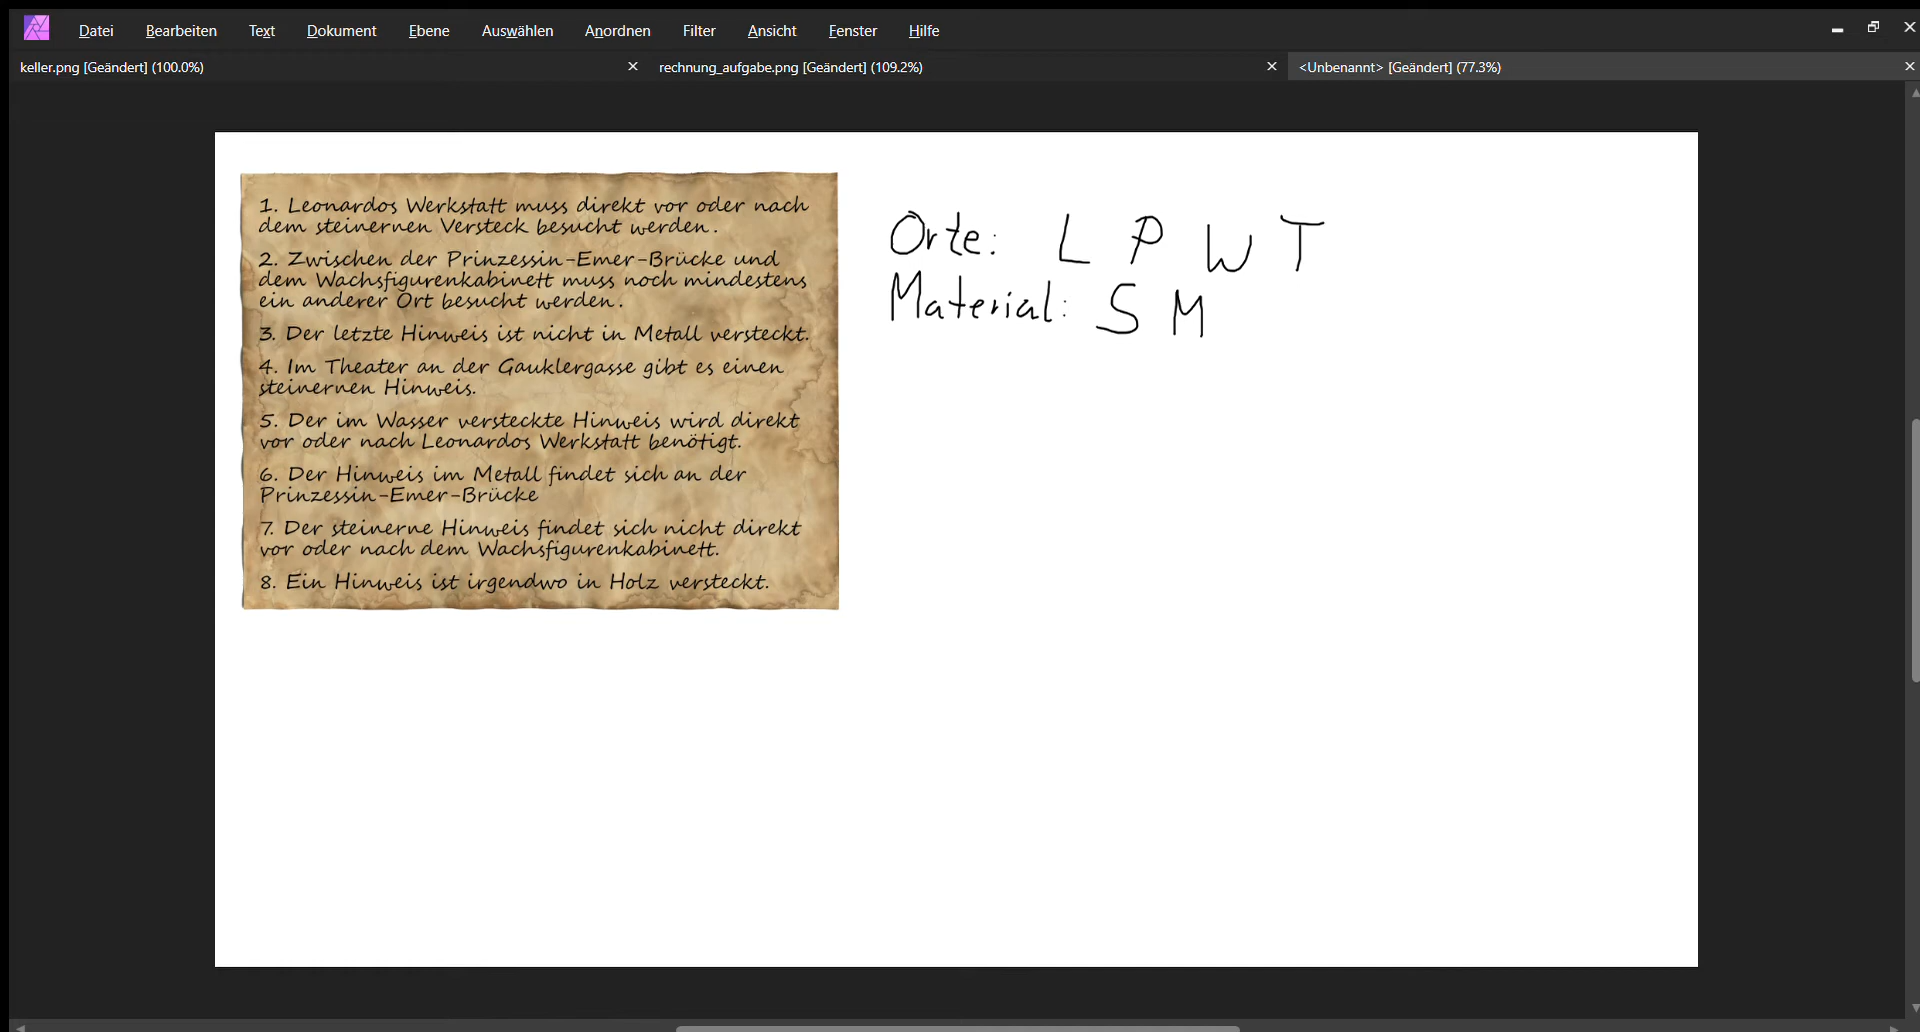 Datei Bearbeiten Text Dokument Ebene Auswählen Anordnen Filter Ansicht Fenster Hilfe
keller.png [Geändert] (100.0%) rechnung_aufgabe.png [Geändert] (109.2%) <Unbenannt> [Geändert] (77.3%)
1. Leonardos Werkstatt muss direkt vor oder nach
dem steinernen Versteck besucht werden.
2. Zwischen der Prinzessin-Emer-Brücke und
dem Wachsfigurenkabinett muss noch mindestens
ein anderer Ort besucht werden.
3. Der letzte Hinweis ist nicht in Metall versteckt.
4. Im Theater an der Gauklergasse gibt es einen
steinernen Hinweis.
5. Der im Wasser versteckte Hinweis wird direkt
vor oder nach Leonardos Werkstatt benötigt.
6. Der Hinweis im Metall findet sich an der
Prinzessin-Emer-Brücke
7. Der steinerne Hinweis findet sich nicht direkt
vor oder nach dem Wachsfigurenkabinett.
8. Ein Hinweis ist irgendwo in Holz versteckt.
Orte: L P W T
Material: S M